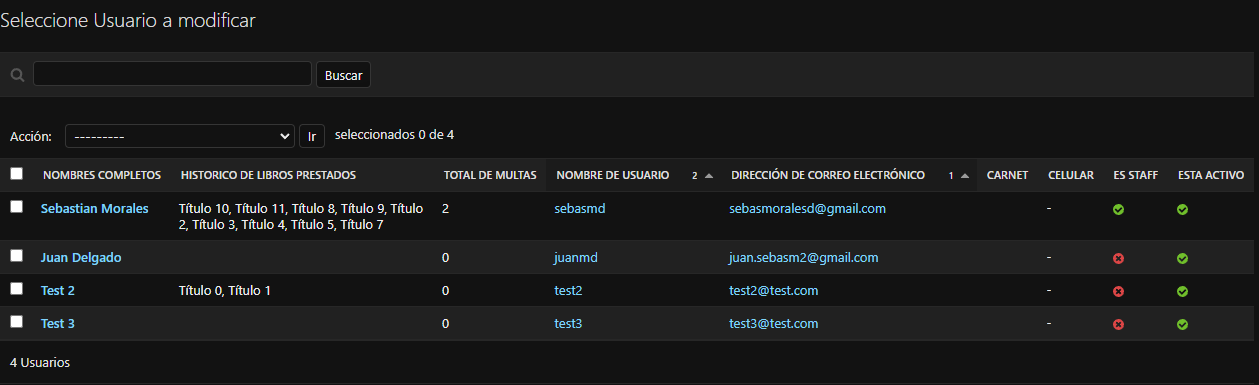 Seleccione Usuario a modificar
Buscar
Acción: --------- Ir seleccionados 0 de 4
NOMBRES COMPLETOS HISTORICO DE LIBROS PRESTADOS TOTAL DE MULTAS NOMBRE DE USUARIO 2 DIRECCIÓN DE CORREO ELECTRÓNICO 1 CARNET CELULAR ES STAFF ESTA ACTIVO
Sebastian Morales Título 10, Título 11, Título 8, Título 9, Título 2 sebasmd sebasmoralesd@gmail.com -
2, Título 3, Título 4, Título 5, Título 7
Juan Delgado 0 juanmd juan.sebasm2@gmail.com -
Test 2 Título 0, Título 1 0 test2 test2@test.com -
Test 3 0 test3 test3@test.com -
4 Usuarios